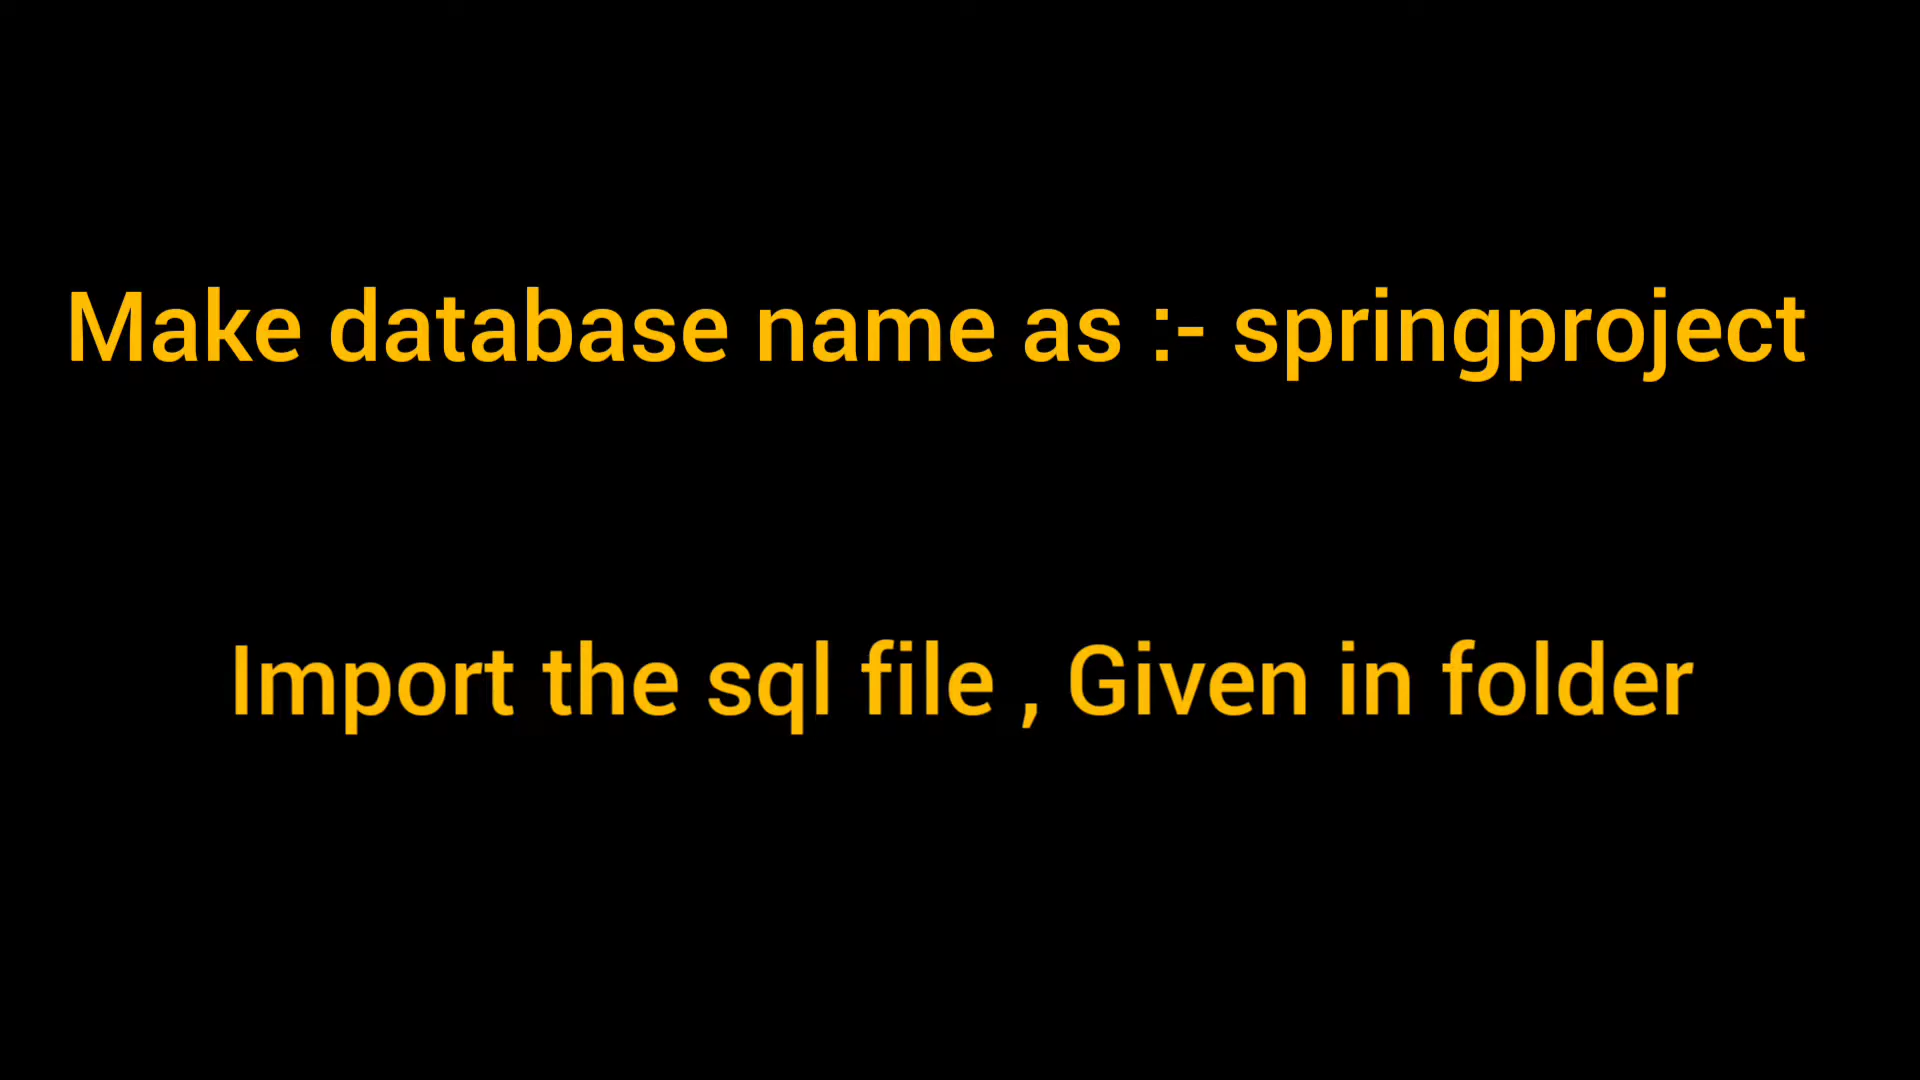 Make database name as :- springproject
Import the sql file , Given in folder